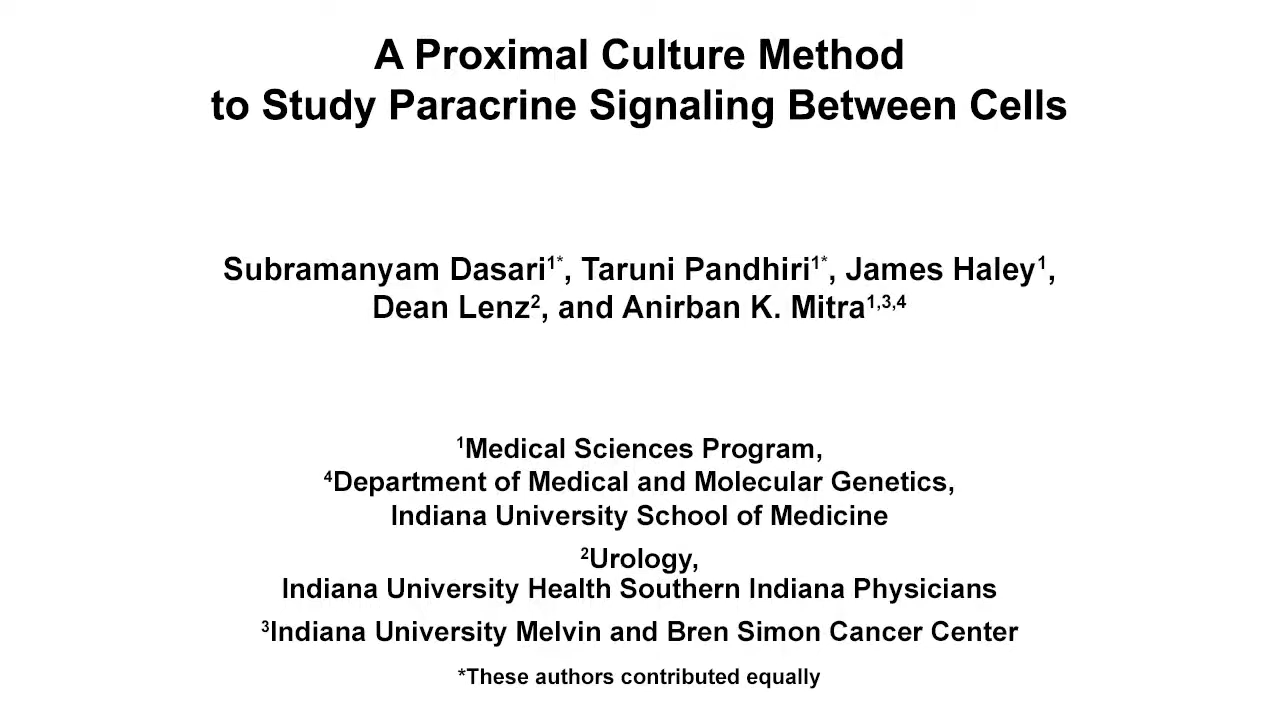 A Proximal Culture Method
to Study Paracrine Signaling Between Cells
Subramanyam Dasari1*, Taruni Pandhiri1*, James Haley1,
Dean Lenz2, and Anirban K. Mitra1,3,4
1Medical Sciences Program,
4Department of Medical and Molecular Genetics,
Indiana University School of Medicine
2Urology,
Indiana University Health Southern Indiana Physicians
3Indiana University Melvin and Bren Simon Cancer Center
*These authors contributed equally